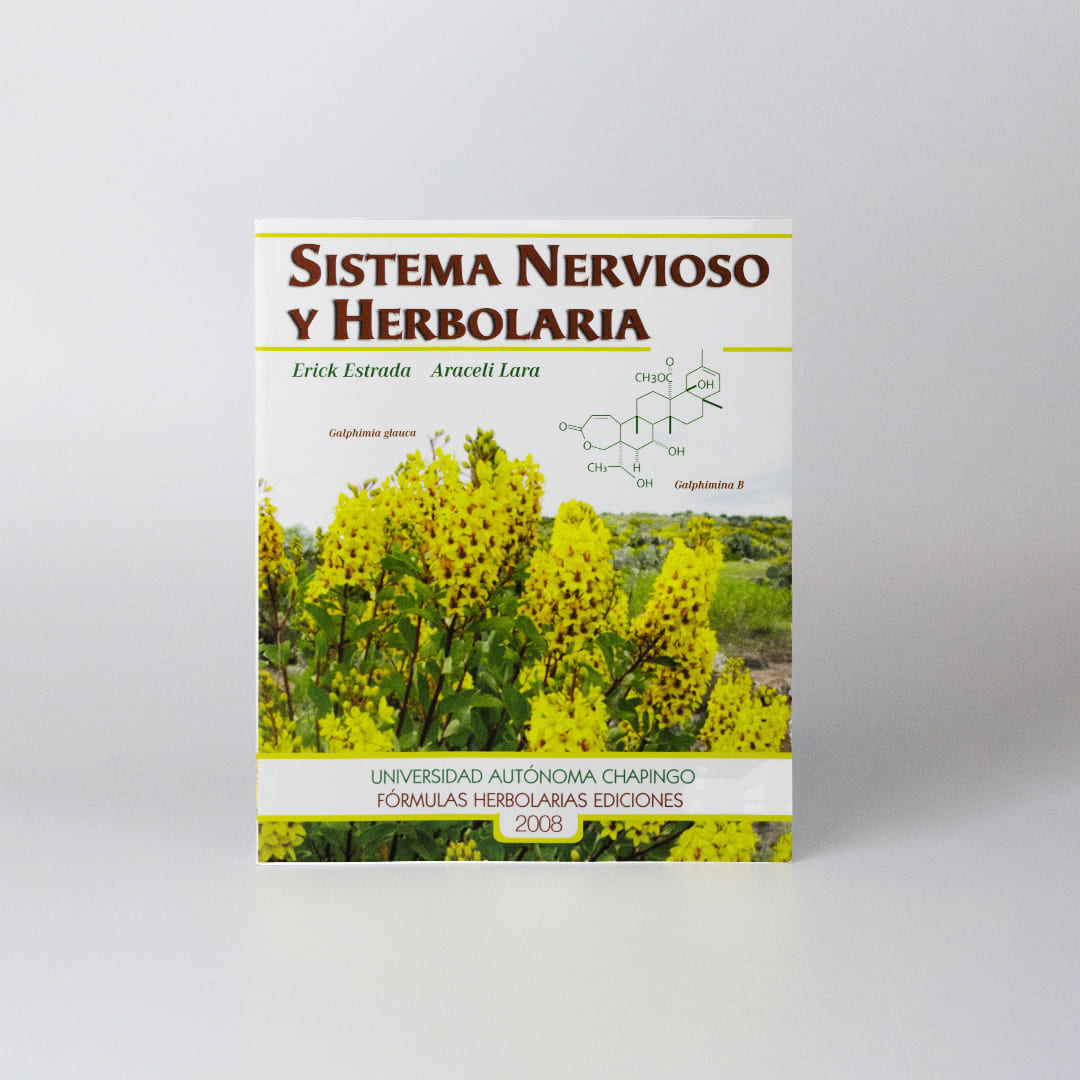 SISTEMA NERVIOSO
Y HERBOLARIA
Erick Estrada Araceli Lara
Galphimia glauca
O
CH3OC
OH
O
O
OH
CH3
H
OH
Galphimina B
UNIVERSIDAD AUTÓNOMA CHAPINGO
FÓRMULAS HERBOLARIAS EDICIONES
2008